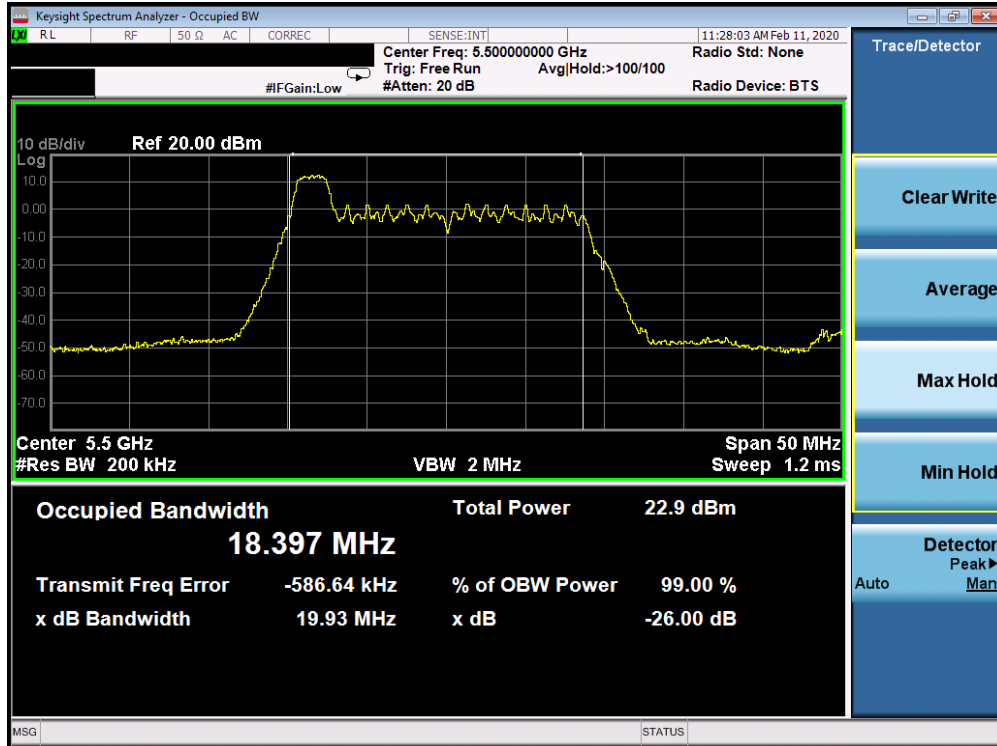 Keysight Spectrum Analyzer - Occupied BW
LXI RL RF 50 Ω AC CORREC SENSE:INT 11:28:03 AM Feb 11, 2020
Center Freq: 5.500000000 GHz Radio Std: None
Trig: Free Run Avg|Hold:>100/100
#IFGain:Low #Atten: 20 dB Radio Device: BTS
Trace/Detector
10 dB/div Ref 20.00 dBm
Log
10.0
0.00
-10.0
-20.0
-30.0
-40.0
-50.0
-60.0
-70.0
Center 5.5 GHz Span 50 MHz
#Res BW 200 kHz VBW 2 MHz Sweep 1.2 ms
Occupied Bandwidth Total Power 22.9 dBm
18.397 MHz
Transmit Freq Error -586.64 kHz % of OBW Power 99.00 %
x dB Bandwidth 19.93 MHz x dB -26.00 dB
Clear Write
Average
Max Hold
Min Hold
Detector
Peak▶
Auto Man
MSG STATUS